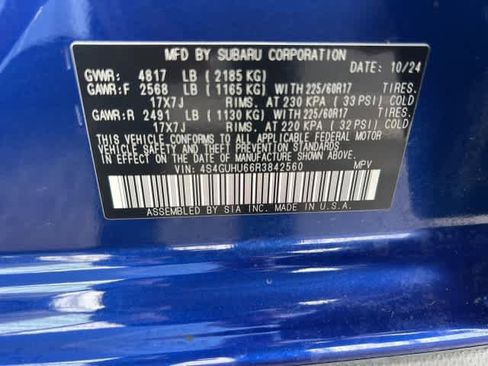 MFD BY SUBARU CORPORATION
GVWR: 4817 LB ( 2185 KG) DATE: 10/24
GAWR:F 2568 LB ( 1165 KG) WITH 225/60R17 TIRES.
17X7J RIMS. AT 230 KPA ( 33 PSI) COLD
GAWR:R 2491 LB ( 1130 KG) WITH 225/60R17 TIRES.
17X7J RIMS. AT 220 KPA ( 32 PSI) COLD
THIS VEHICLE CONFORMS TO ALL APPLICABLE FEDERAL MOTOR
VEHICLE SAFETY AND THEFT PREVENTION STANDARDS IN
EFFECT ON THE DATE OF MANUFACTURE SHOWN ABOVE.
VIN: 4S4GUHU66R3842560 MPV
ASSEMBLED BY SIA INC. MADE IN U.S.A.